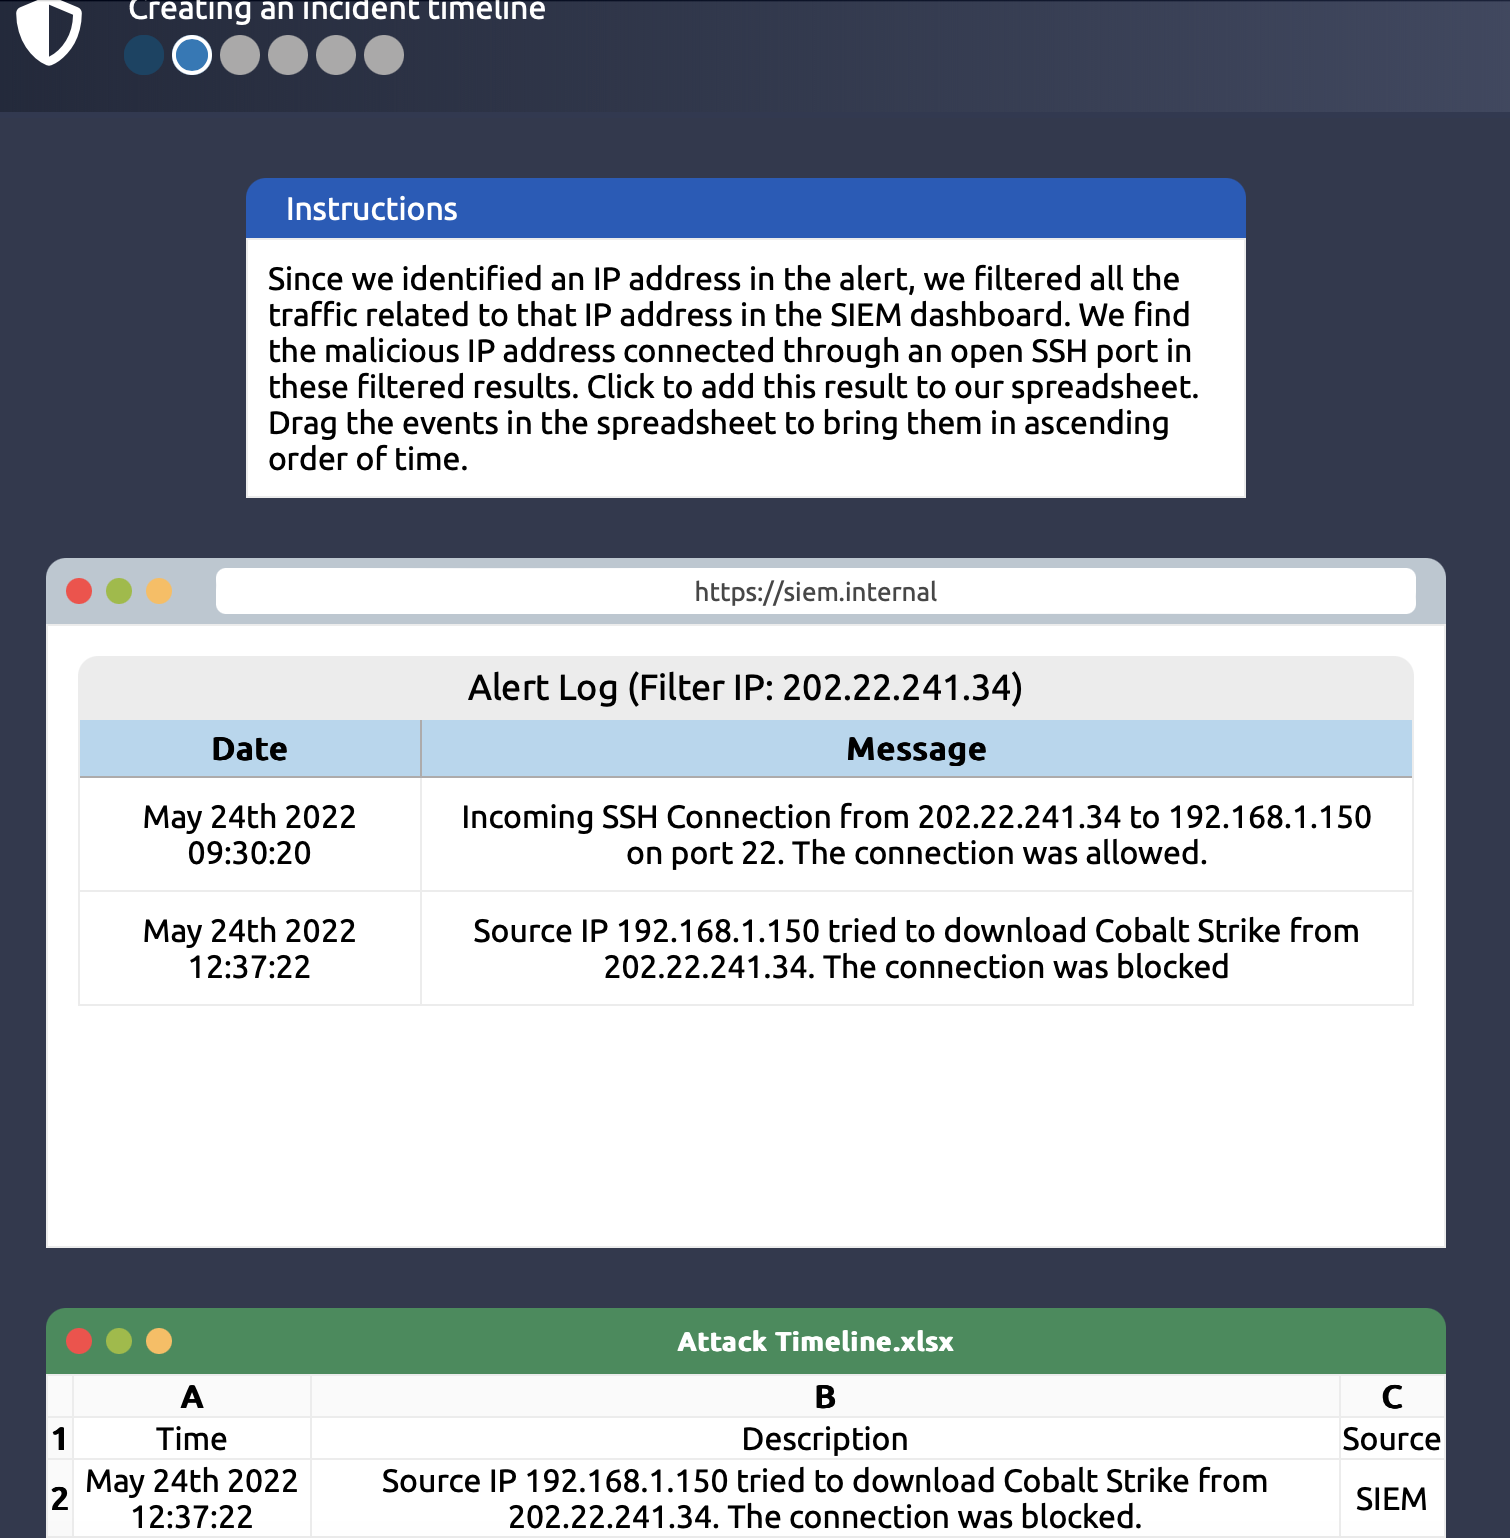 Creating an incident timeline
Instructions
Since we identified an IP address in the alert, we filtered all the
traffic related to that IP address in the SIEM dashboard. We find
the malicious IP address connected through an open SSH port in
these filtered results. Click to add this result to our spreadsheet.
Drag the events in the spreadsheet to bring them in ascending
order of time.
https://siem.internal
Alert Log (Filter IP: 202.22.241.34)
Date Message
May 24th 2022
09:30:20
Incoming SSH Connection from 202.22.241.34 to 192.168.1.150
on port 22. The connection was allowed.
May 24th 2022
12:37:22
Source IP 192.168.1.150 tried to download Cobalt Strike from
202.22.241.34. The connection was blocked
Attack Timeline.xlsx
A B C
1 Time Description Source
2
May 24th 2022
12:37:22
Source IP 192.168.1.150 tried to download Cobalt Strike from
202.22.241.34. The connection was blocked.
SIEM